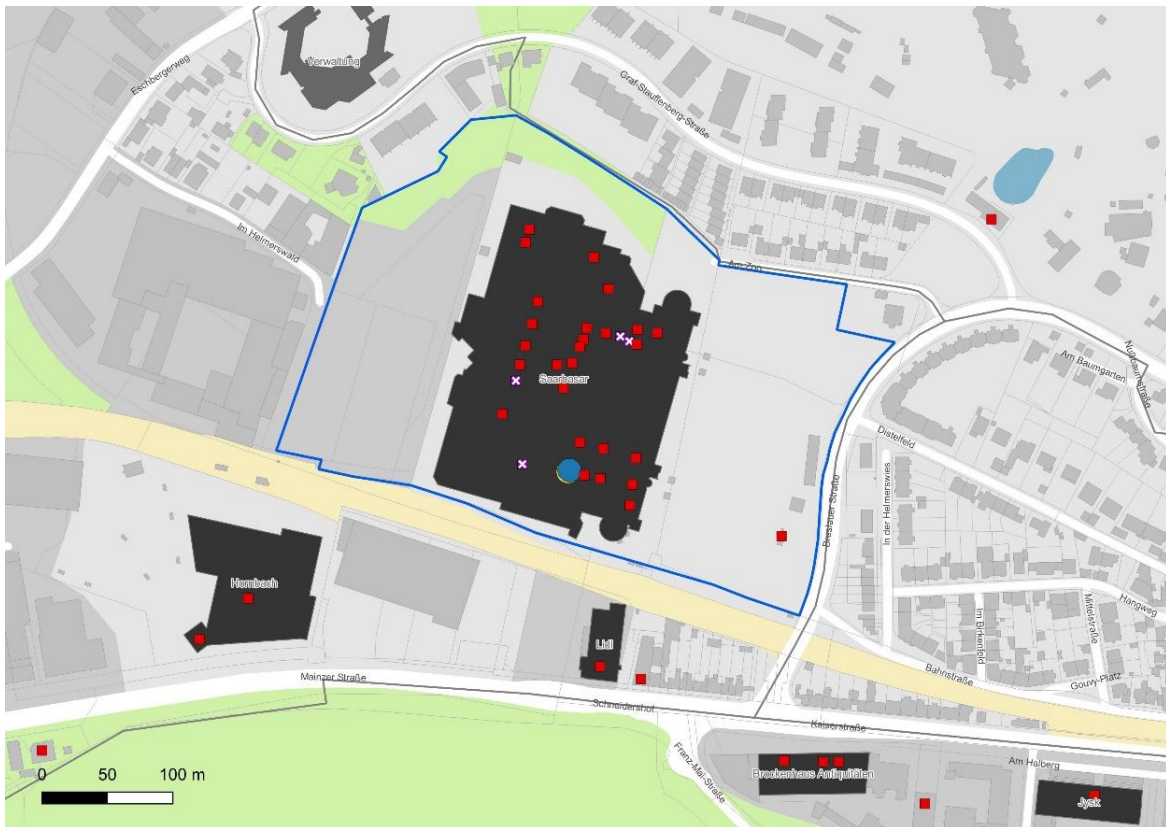 Verwaltung
Eschbergerweg
Graf-Stauffenberg-Straße
Im Helmerswald
Am Zoo
Nußbaumstraße
Am Baumgarten
Saarbasar
Distelfeld
In der Helmerswies
Breslauer Straße
Hornbach
Hangweg
Mittelstraße
Im Birkenfeld
Lidl
Bahnstraße
Mainzer Straße
Gouvy-Platz
Schneidershof
Kaiserstraße
Franz-Mai-Straße
Am Halberg
Brockenhaus Antiquitäten
0 50 100 m
Jysk